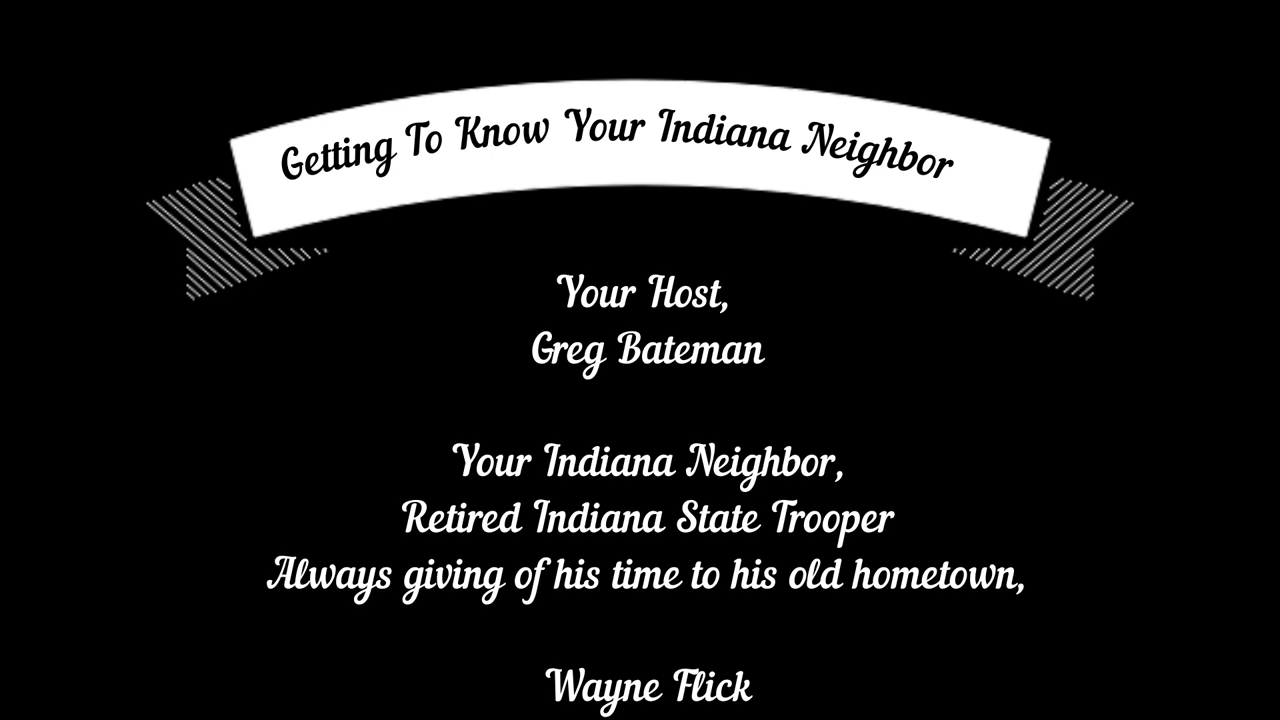 Getting To Know Your Indiana Neighbor
Your Host,
Greg Bateman
Your Indiana Neighbor,
Retired Indiana State Trooper
Always giving of his time to his old hometown,
Wayne Flick